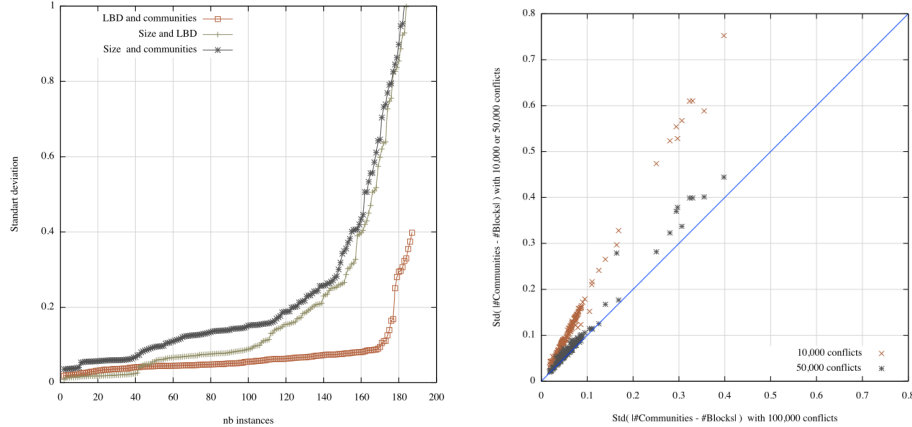 LBD and communities
Size and LBD
Size and communities
1
0.8
0.6
0.4
0.2
0
0 20 40 60 80 100 120 140 160 180 200
Standart deviation
nb instances
0.8
0.7
0.6
0.5
0.4
0.3
0.2
0.1
0
0 0.1 0.2 0.3 0.4 0.5 0.6 0.7 0.8
Std( |#Communities - #Blocks| ) with 10,000 or 50,000 conflicts
10,000 conflicts
50,000 conflicts
Std( |#Communities - #Blocks| ) with 100,000 conflicts